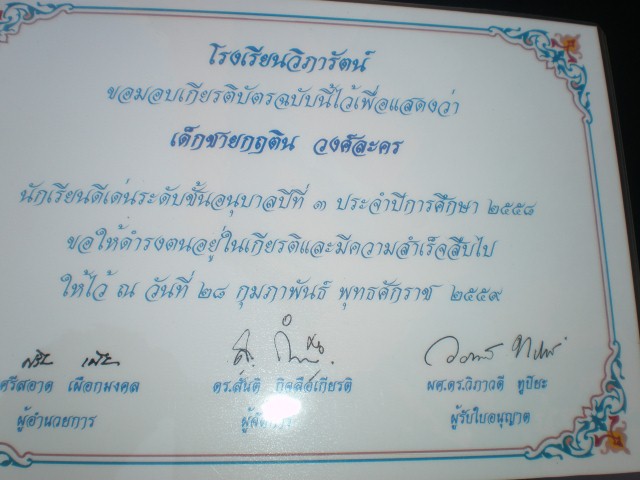 โรงเรียนวิภารัตน์
ขอมอบเกียรติบัตรฉบับนี้ไว้เพื่อแสดงว่า
เด็กชายกฤติน วงศ์ละคร
นักเรียนดีเด่นระดับชั้นอนุบาลปีที่ ๓ ประจำปีการศึกษา ๒๕๕๘
ขอให้ดำรงตนอยู่ในเกียรติและมีความสำเร็จสืบไป
ให้ไว้ ณ วันที่ ๒๘ กุมภาพันธ์ พุทธศักราช ๒๕๕๙
ศรีสอาด เผือกมงคล ดร.สันติ กิจลือเกียรติ ผศ.ดร.วิภาวดี ทูปิยะ
ผู้อำนวยการ ผู้รับใบอนุญาต